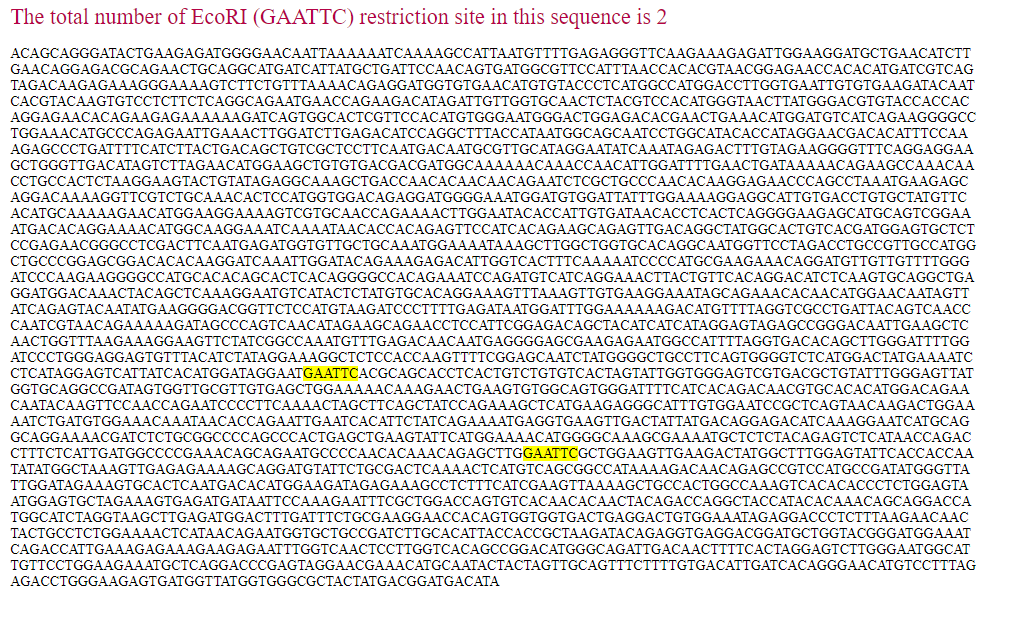 The total number of EcoRI (GAATTC) restriction site in this sequence is 2
ACAGCAGGGATACTGAAGAGATGGGGAACAATTAAAAAATCAAAAGCCATTAATGTTTTGAGAGGGTTCAAGAAAGAGATTGGAAGGATGCTGAACATCTT
GAACAGGAGACGCAGAACTGCAGGCATGATCATTATGCTGATTCCAACAGTGATGGCGTTCCATTTAACCACACGTAACGGAGAACCACACATGATCGTCAG
TAGACAAGAGAAAGGGAAAAGTCTTCTGTTTAAAACAGAGGATGGTGTGAACATGTGTACCCTCATGGCCATGGACCTTGGTGAATTGTGTGAAGATACAAT
CACGTACAAGTGTCCTCTTCTCAGGCAGAATGAACCAGAAGACATAGATTGTTGGTGCAACTCTACGTCCACATGGGTAACTTATGGGACGTGTACCACCAC
AGGAGAACACAGAAGAGAAAAAAGATCAGTGGCACTCGTTCCACATGTGGGAATGGGACTGGAGACACGAACTGAAACATGGATGTCATCAGAAGGGGCC
TGGAAACATGCCCAGAGAATTGAAACTTGGATCTTGAGACATCCAGGCTTTACCATAATGGCAGCAATCCTGGCATACACCATAGGAACGACACATTTCCAA
AGAGCCCTGATTTTCATCTTACTGACAGCTGTCGCTCCTTCAATGACAATGCGTTGCATAGGAATATCAAATAGAGACTTTGTAGAAGGGGTTTCAGGAGGAA
GCTGGGTTGACATAGTCTTAGAACATGGAAGCTGTGTGACGACGATGGCAAAAAACAAACCAACATTGGATTTTGAACTGATAAAAACAGAAGCCAAACAA
CCTGCCACTCTAAGGAAGTACTGTATAGAGGCAAAGCTGACCAACACAACAACAGAATCTCGCTGCCCAACACAAGGAGAACCCAGCCTAAATGAAGAGC
AGGACAAAAGGTTCGTCTGCAAACACTCCATGGTGGACAGAGGATGGGGAAATGGATGTGGATTATTTGGAAAAGGAGGCATTGTGACCTGTGCTATGTTC
ACATGCAAAAAGAACATGGAAGGAAAAGTCGTGCAACCAGAAAACTTGGAATACACCATTGTGATAACACCTCACTCAGGGGAAGAGCATGCAGTCGGAA
ATGACACAGGAAAACATGGCAAGGAAATCAAAATAACACCACAGAGTTCCATCACAGAAGCAGAGTTGACAGGCTATGGCACTGTCACGATGGAGTGCTCT
CCGAGAACGGGCCTCGACTTCAATGAGATGGTGTTGCTGCAAATGGAAAATAAAGCTTGGCTGGTGCACAGGCAATGGTTCCTAGACCTGCCGTTGCCATGG
CTGCCCGGAGCGGACACACAAGGATCAAATTGGATACAGAAAGAGACATTGGTCACTTTCAAAAATCCCCATGCGAAGAAACAGGATGTTGTTGTTTTGGG
ATCCCAAGAAGGGGCCATGCACACAGCACTCACAGGGGCCACAGAAATCCAGATGTCATCAGGAAACTTACTGTTCACAGGACATCTCAAGTGCAGGCTGA
GGATGGACAAACTACAGCTCAAAGGAATGTCATACTCTATGTGCACAGGAAAGTTTAAAGTTGTGAAGGAAATAGCAGAAACACAACATGGAACAATAGTT
ATCAGAGTACAATATGAAGGGGACGGTTCTCCATGTAAGATCCCTTTTGAGATAATGGATTTGGAAAAAAGACATGTTTTAGGTCGCCTGATTACAGTCAACC
CAATCGTAACAGAAAAAGATAGCCCAGTCAACATAGAAGCAGAACCTCCATTCGGAGACAGCTACATCATCATAGGAGTAGAGCCGGGACAATTGAAGCTC
AACTGGTTTAAGAAAGGAAGTTCTATCGGCCAAATGTTTGAGACAACAATGAGGGGAGCGAAGAGAATGGCCATTTTAGGTGACACAGCTTGGGATTTTGG
ATCCCTGGGAGGAGTGTTTACATCTATAGGAAAGGCTCTCCACCAAGTTTTCGGAGCAATCTATGGGGCTGCCTTCAGTGGGGTCTCATGGACTATGAAAATC
CTCATAGGAGTCATTATCACATGGATAGGAATGAATTCACGCAGCACCTCACTGTCTGTGTCACTAGTATTGGTGGGAGTCGTGACGCTGTATTTGGGAGTTAT
GGTGCAGGCCGATAGTGGTTGCGTTGTGAGCTGGAAAAACAAAGAACTGAAGTGTGGCAGTGGGATTTTCATCACAGACAACGTGCACACATGGACAGAA
CAATACAAGTTCCAACCAGAATCCCCTTCAAAACTAGCTTCAGCTATCCAGAAAGCTCATGAAGAGGGCATTTGTGGAATCCGCTCAGTAACAAGACTGGAA
AATCTGATGTGGAAACAAATAACACCAGAATTGAATCACATTCTATCAGAAAATGAGGTGAAGTTGACTATTATGACAGGAGACATCAAAGGAATCATGCAG
GCAGGAAAACGATCTCTGCGGCCCCAGCCCACTGAGCTGAAGTATTCATGGAAAACATGGGGCAAAGCGAAAATGCTCTCTACAGAGTCTCATAACCAGAC
CTTTCTCATTGATGGCCCCGAAACAGCAGAATGCCCCAACACAAACAGAGCTTGGAATTCGCTGGAAGTTGAAGACTATGGCTTTGGAGTATTCACCACCAA
TATATGGCTAAAGTTGAGAGAAAAGCAGGATGTATTCTGCGACTCAAAACTCATGTCAGCGGCCATAAAAGACAACAGAGCCGTCCATGCCGATATGGGTTA
TTGGATAGAAAGTGCACTCAATGACACATGGAAGATAGAGAAAGCCTCTTTCATCGAAGTTAAAAGCTGCCACTGGCCAAAGTCACACACCCTCTGGAGTA
ATGGAGTGCTAGAAAGTGAGATGATAATTCCAAAGAATTTCGCTGGACCAGTGTCACAACACAACTACAGACCAGGCTACCATACACAAACAGCAGGACCA
TGGCATCTAGGTAAGCTTGAGATGGACTTTGATTTCTGCGAAGGAACCACAGTGGTGGTGACTGAGGACTGTGGAAATAGAGGACCCTCTTTAAGAACAAC
TACTGCCTCTGGAAAACTCATAACAGAATGGTGCTGCCGATCTTGCACATTACCACCGCTAAGATACAGAGGTGAGGACGGATGCTGGTACGGGATGGAAAT
CAGACCATTGAAAGAGAAAGAAGAGAATTTGGTCAACTCCTTGGTCACAGCCGGACATGGGCAGATTGACAACTTTTCACTAGGAGTCTTGGGAATGGCAT
TGTTCCTGGAAGAAATGCTCAGGACCCGAGTAGGAACGAAACATGCAATACTACTAGTTGCAGTTTCTTTTGTGACATTGATCACAGGGAACATGTCCTTTAG
AGACCTGGGAAGAGTGATGGTTATGGTGGGCGCTACTATGACGGATGACATA